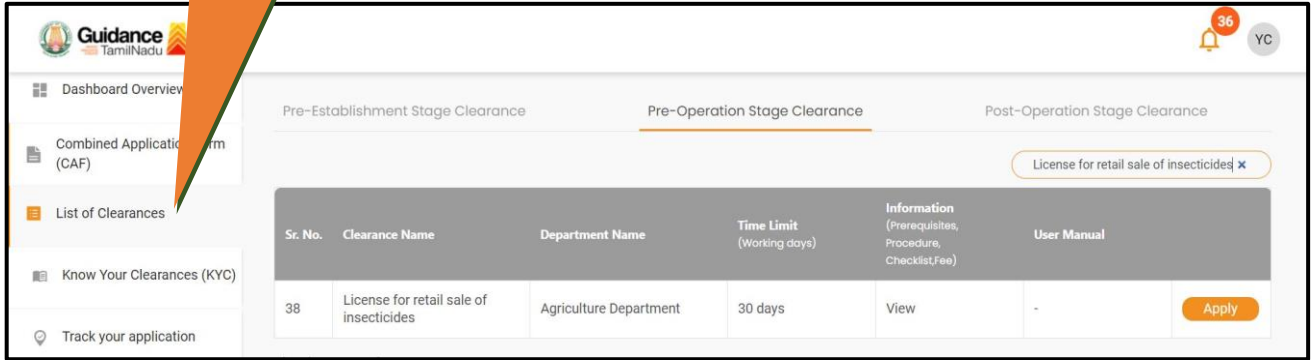 Guidance
TamilNadu
36
YC
Dashboard Overview
Combined Applicatio rm
(CAF)
List of Clearances
Know Your Clearances (KYC)
Track your application
Pre-Establishment Stage Clearance
Pre-Operation Stage Clearance
Post-Operation Stage Clearance
License for retail sale of insecticides ×
Sr. No.
Clearance Name
Department Name
Time Limit
(Working days)
Information
(Prerequisites,
Procedure,
Checklist,Fee)
User Manual
38
License for retail sale of
insecticides
Agriculture Department
30 days
View
-
Apply